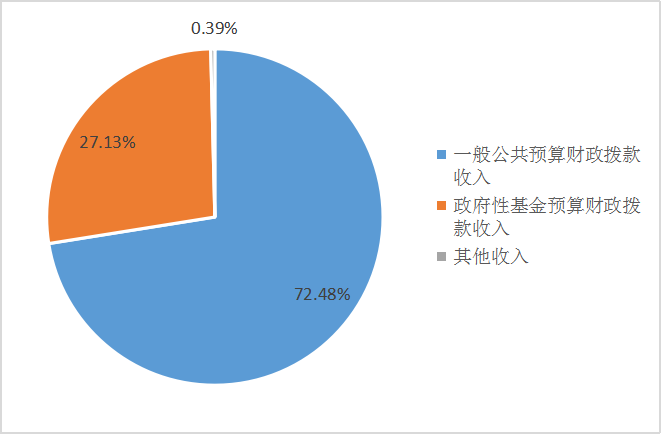 0.39%
27.13%
72.48%
一般公共预算财政拨款
收入
政府性基金预算财政拨
款收入
其他收入